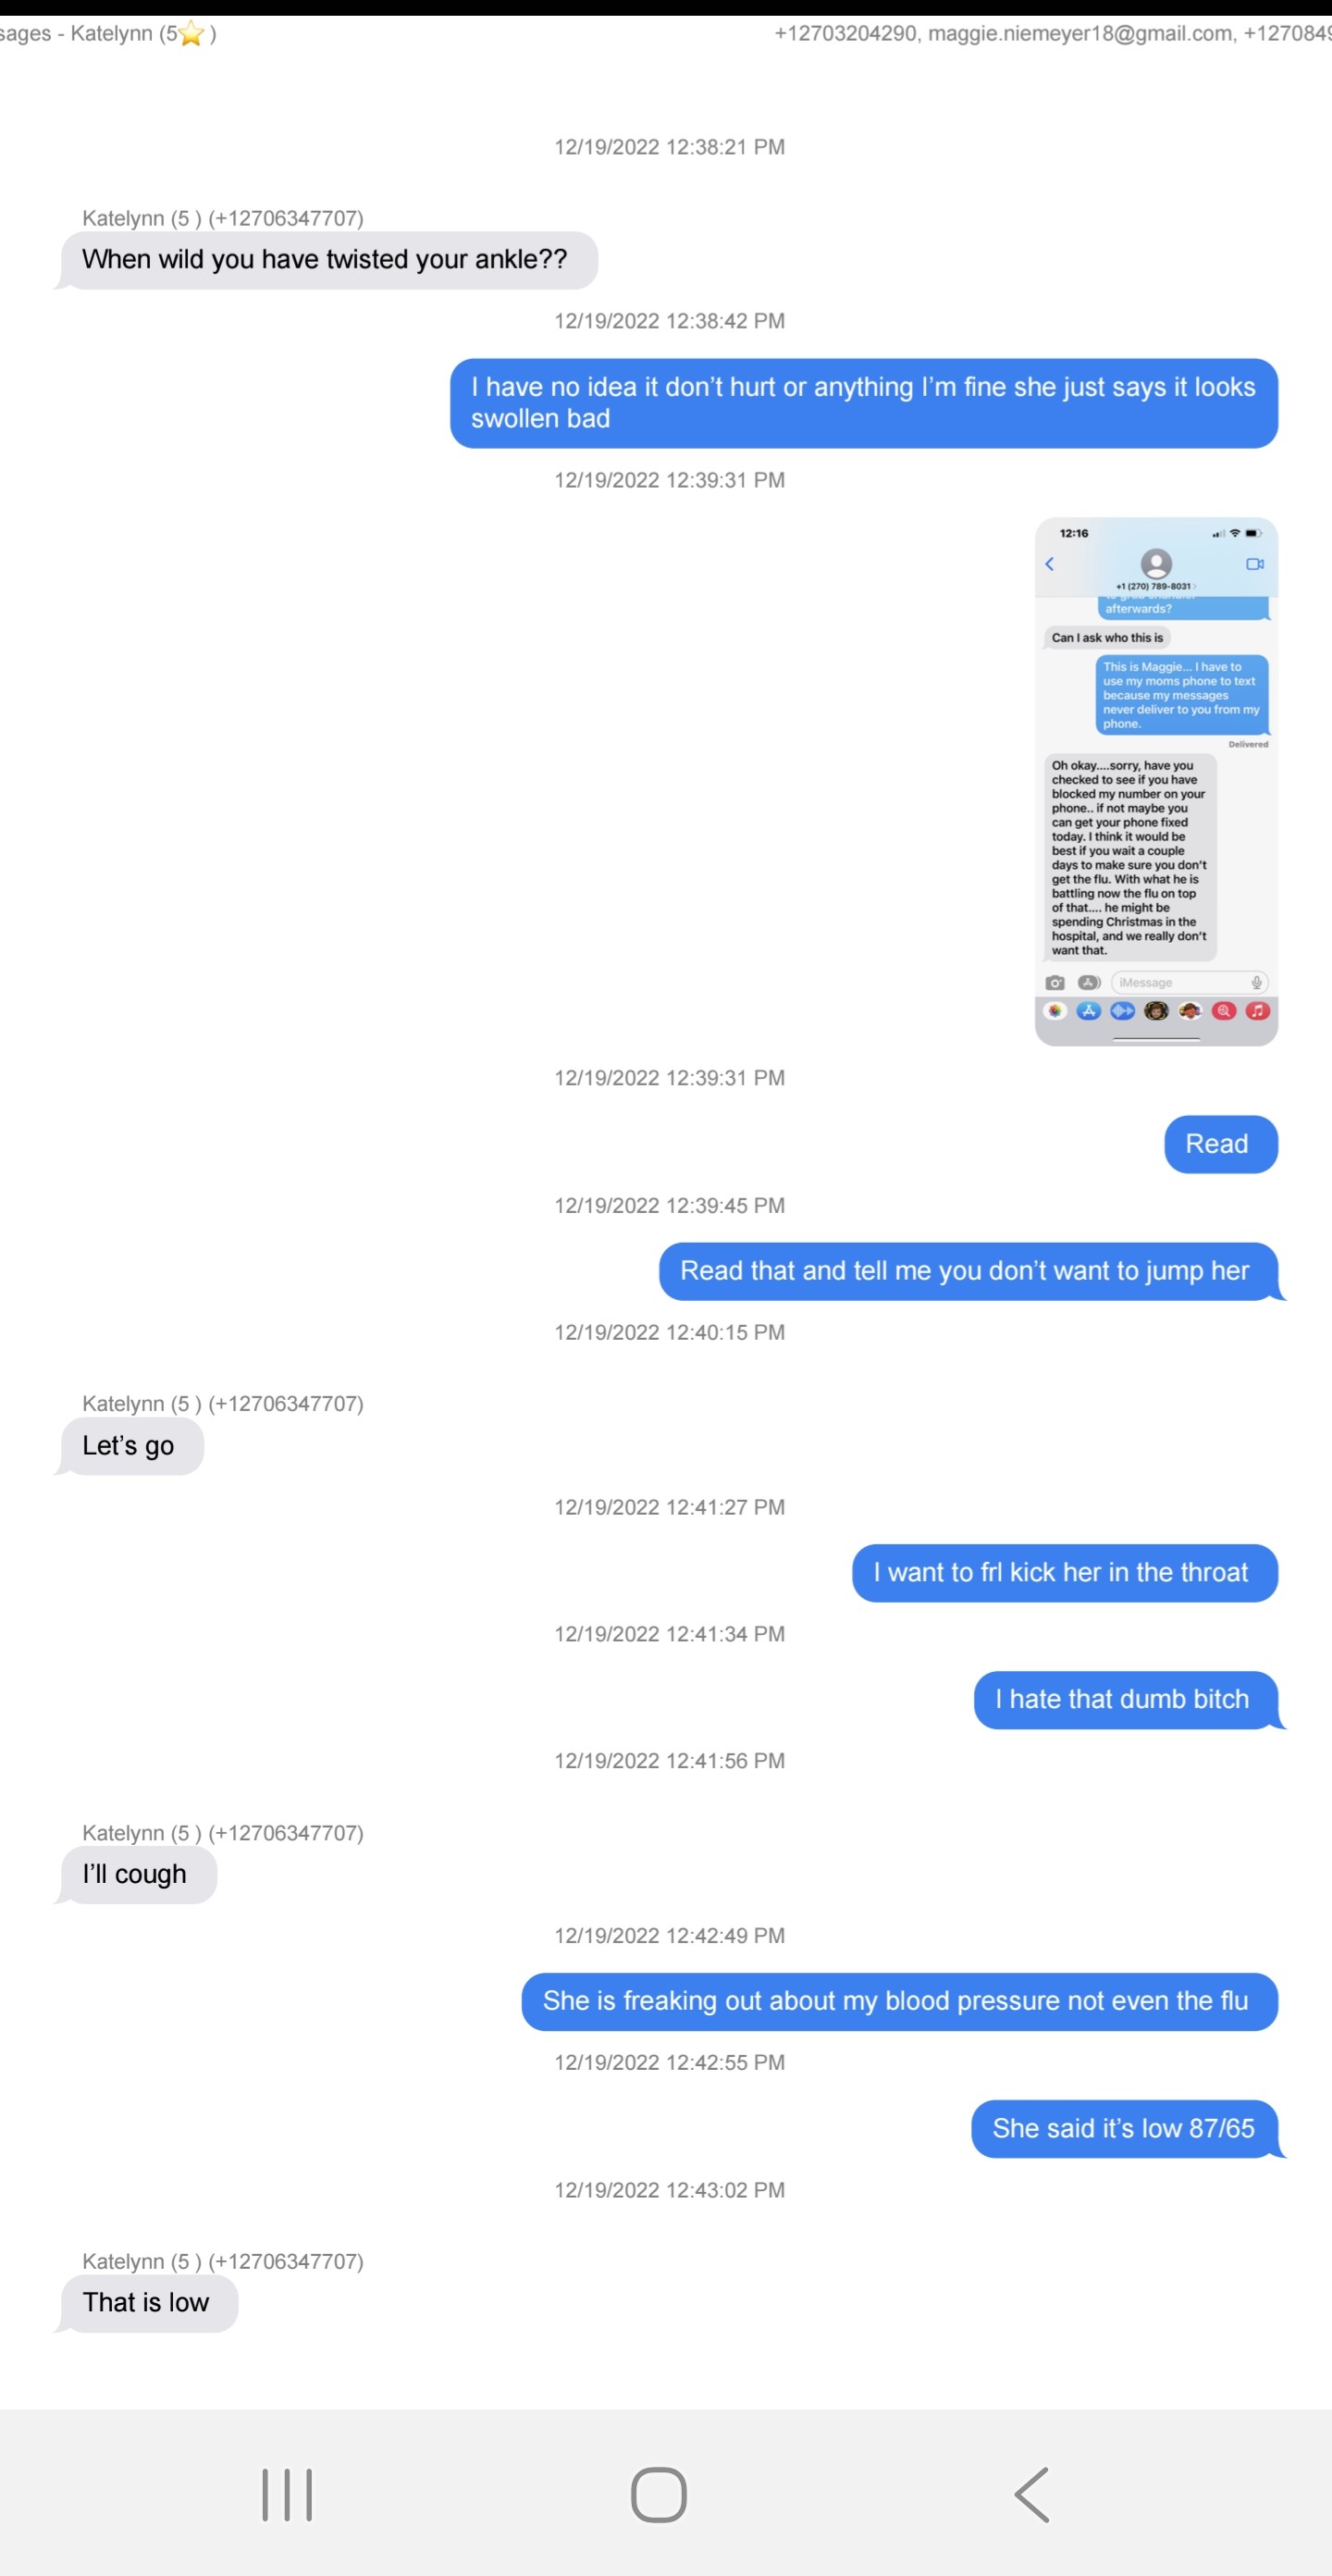 sages - Katelynn (5⭐)
+12703204290, maggie.niemeyer18@gmail.com, +127084
12/19/2022 12:38:21 PM
Katelynn (5 ) (+12706347707)
When wild you have twisted your ankle??
12/19/2022 12:38:42 PM
I have no idea it don’t hurt or anything I’m fine she just says it looks
swollen bad
12/19/2022 12:39:31 PM
12:16
+1 (270) 789-8031
afterwards?
Can I ask who this is
This is Maggie... I have to
use my moms phone to text
because my messages
never deliver to you from my
phone.
Delivered
Oh okay....sorry, have you
checked to see if you have
blocked my number on your
phone.. if not maybe you
can get your phone fixed
today. I think it would be
best if you wait a couple
days to make sure you don't
get the flu. With what he is
battling now the flu on top
of that.... he might be
spending Christmas in the
hospital, and we really don't
want that.
iMessage
12/19/2022 12:39:31 PM
Read
12/19/2022 12:39:45 PM
Read that and tell me you don’t want to jump her
12/19/2022 12:40:15 PM
Katelynn (5 ) (+12706347707)
Let’s go
12/19/2022 12:41:27 PM
I want to frl kick her in the throat
12/19/2022 12:41:34 PM
I hate that dumb bitch
12/19/2022 12:41:56 PM
Katelynn (5 ) (+12706347707)
I’ll cough
12/19/2022 12:42:49 PM
She is freaking out about my blood pressure not even the flu
12/19/2022 12:42:55 PM
She said it’s low 87/65
12/19/2022 12:43:02 PM
Katelynn (5 ) (+12706347707)
That is low